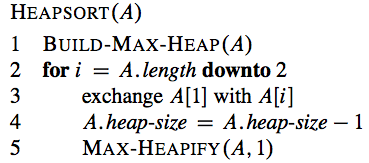 HEAPSORT(A)
1 BUILD-MAX-HEAP(A)
2 for i = A.length downto 2
3 exchange A[1] with A[i]
4 A.heap-size = A.heap-size − 1
5 MAX-HEAPIFY(A, 1)